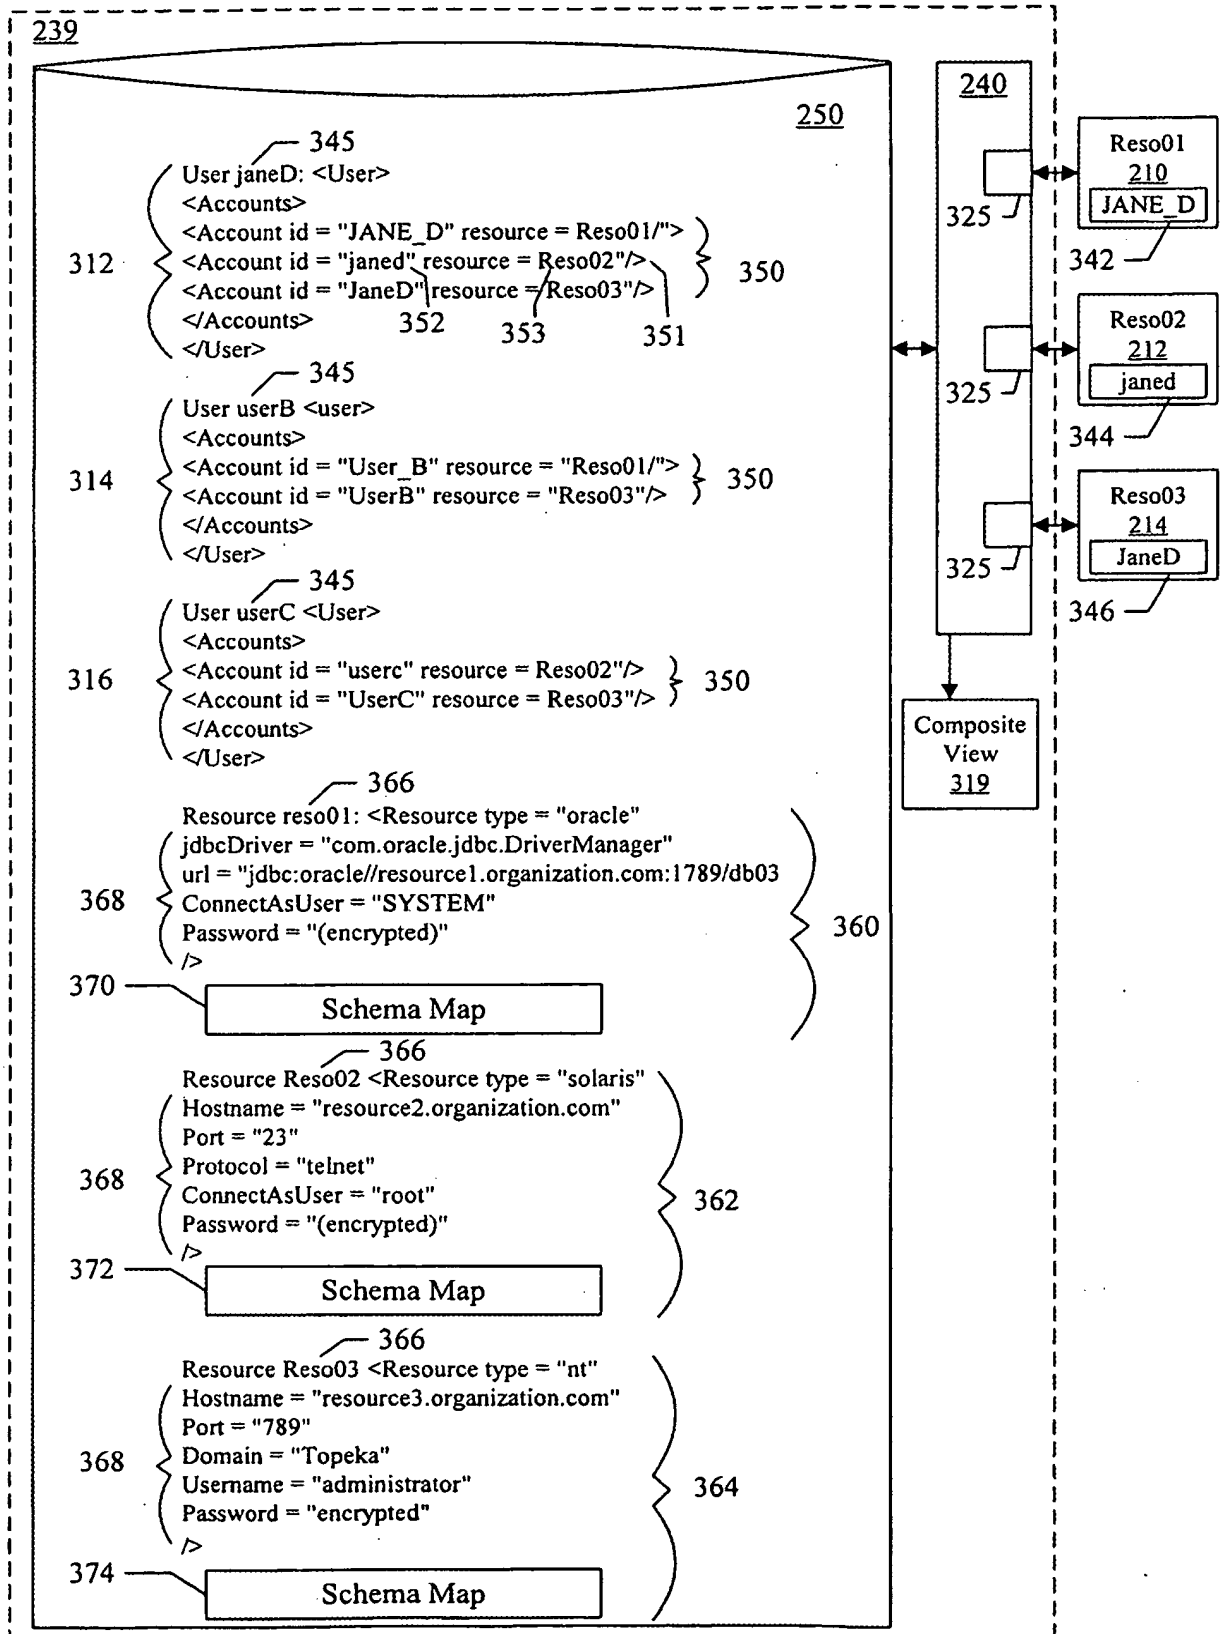 239
250
345
User janeD: <User>
<Accounts>
<Account id = "JANE_D" resource = Reso01/">
312
<Account id = "janed" resource = Reso02"/>
350
<Account id = "JaneD" resource = Reso03"/>
</Accounts>
352
353
351
</User>
345
User userB <user>
<Accounts>
<Account id = "User_B" resource = "Reso01/">
314
350
<Account id = "UserB" resource = "Reso03"/>
</Accounts>
</User>
345
User userC <User>
<Accounts>
<Account id = "userc" resource = Reso02"/>
316
350
<Account id = "UserC" resource = Reso03"/>
</Accounts>
</User>
366
Resource reso01: <Resource type = "oracle"
jdbcDriver = "com.oracle.jdbc.DriverManager"
url = "jdbc:oracle//resource1.organization.com:1789/db03
368
ConnectAsUser = "SYSTEM"
360
Password = "(encrypted)"
/>
370
Schema Map
366
Resource Reso02 <Resource type = "solaris"
Hostname = "resource2.organization.com"
Port = "23"
368
Protocol = "telnet"
ConnectAsUser = "root"
362
Password = "(encrypted)"
/>
372
Schema Map
366
Resource Reso03 <Resource type = "nt"
Hostname = "resource3.organization.com"
Port = "789"
368
Domain = "Topeka"
Username = "administrator"
364
Password = "encrypted"
/>
374
Schema Map
240
325
325
325
Composite
View
319
Reso01
210
JANE_D
342
Reso02
212
janed
344
Reso03
214
JaneD
346